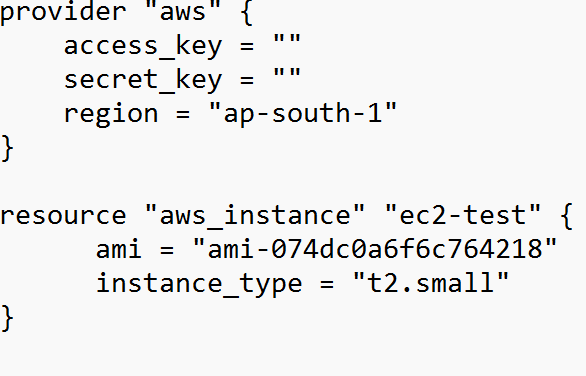 provider "aws" {
    access_key = ""
    secret_key = ""
    region = "ap-south-1"
}

resource "aws_instance" "ec2-test" {
      ami = "ami-074dc0a6f6c764218"
      instance_type = "t2.small"
}